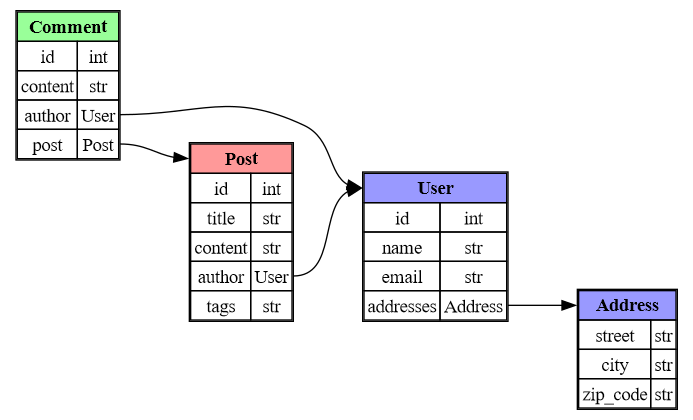 Comment
id int
content str
author User
post Post
Post
id int
title str
content str
author User
tags str
User
id int
name str
email str
addresses Address
Address
street str
city str
zip_code str